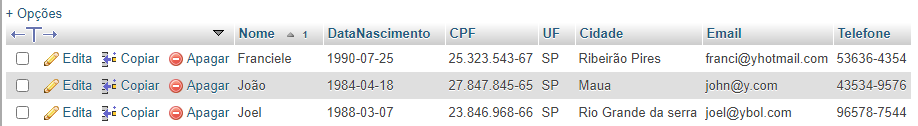 + Opções
←T→ Nome 1 DataNascimento CPF UF Cidade Email Telefone
Edita Copiar Apagar Franciele 1990-07-25 25.323.543-67 SP Ribeirão Pires franci@yhotmail.com 53636-4354
Edita Copiar Apagar João 1984-04-18 27.847.845-65 SP Maua john@y.com 43534-9576
Edita Copiar Apagar Joel 1988-03-07 23.846.968-66 SP Rio Grande da serra joel@ybol.com 96578-7544